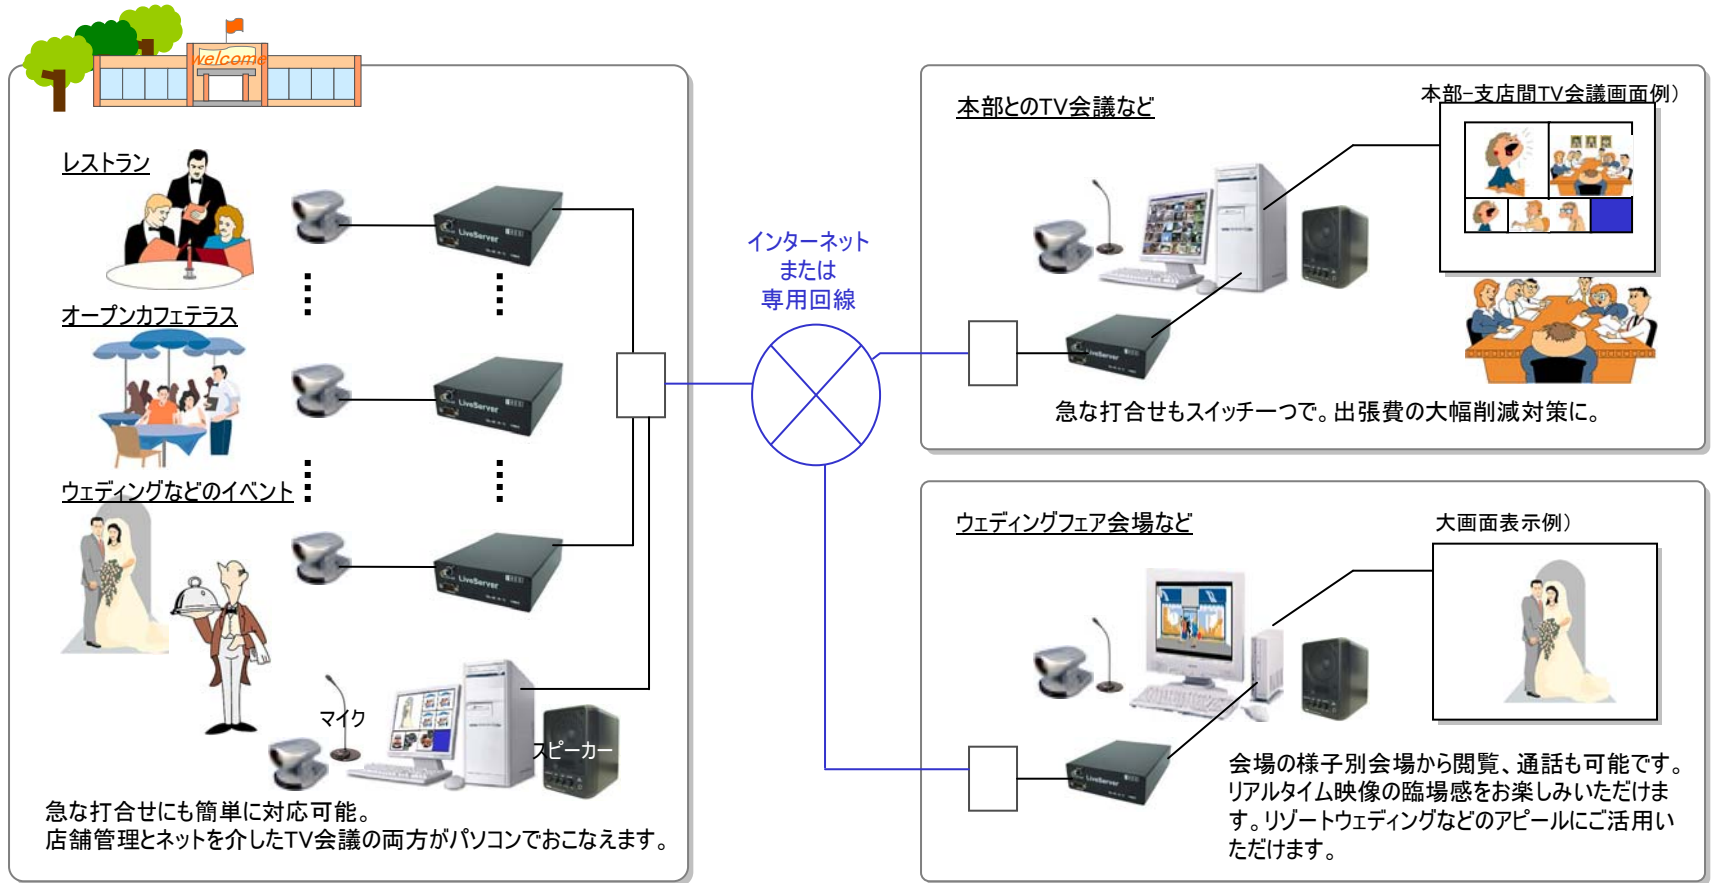 welcome
レストラン
LiveServer
オープンカフェテラス
LiveServer
ウェディングなどのイベント
LiveServer
マイク
スピーカー
急な打合せにも簡単に対応可能。
店舗管理とネットを介したTV会議の両方がパソコンでおこなえます。
インターネット
または
専用回線
本部とのTV会議など
本部-支店間TV会議画面例）
LiveServer
急な打合せもスイッチ一つで。出張費の大幅削減対策に。
ウェディングフェア会場など
大画面表示例）
LiveServer
会場の様子別会場から閲覧、通話も可能です。
リアルタイム映像の臨場感をお楽しみいただけま
す。リゾートウェディングなどのアピールにご活用い
ただけます。